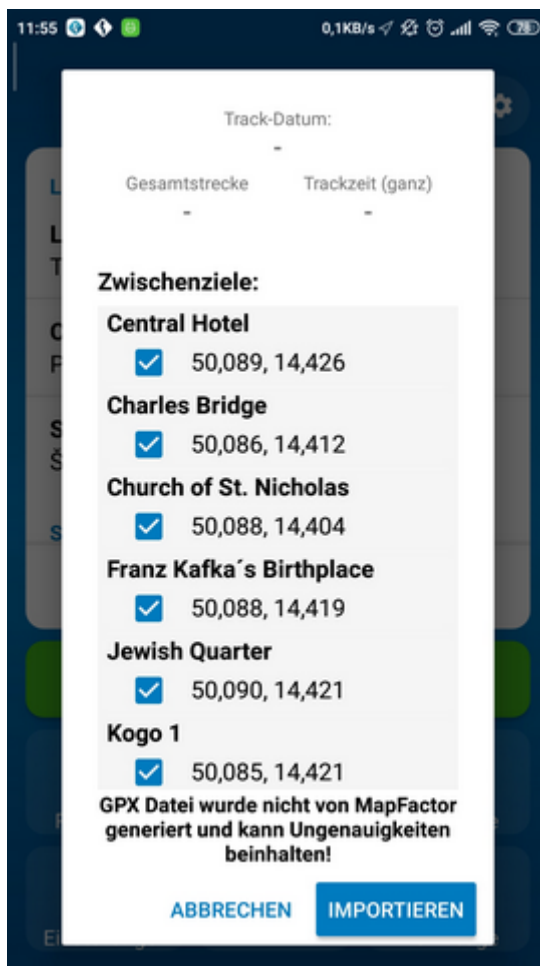 11:55
0,1KB/s
78
Track-Datum:
-
Gesamtstrecke Trackzeit (ganz)
- -
Zwischenziele:
Central Hotel
50,089, 14,426
Charles Bridge
50,086, 14,412
Church of St. Nicholas
50,088, 14,404
Franz Kafka´s Birthplace
50,088, 14,419
Jewish Quarter
50,090, 14,421
Kogo 1
50,085, 14,421
GPX Datei wurde nicht von MapFactor
generiert und kann Ungenauigkeiten
beinhalten!
ABBRECHEN IMPORTIEREN